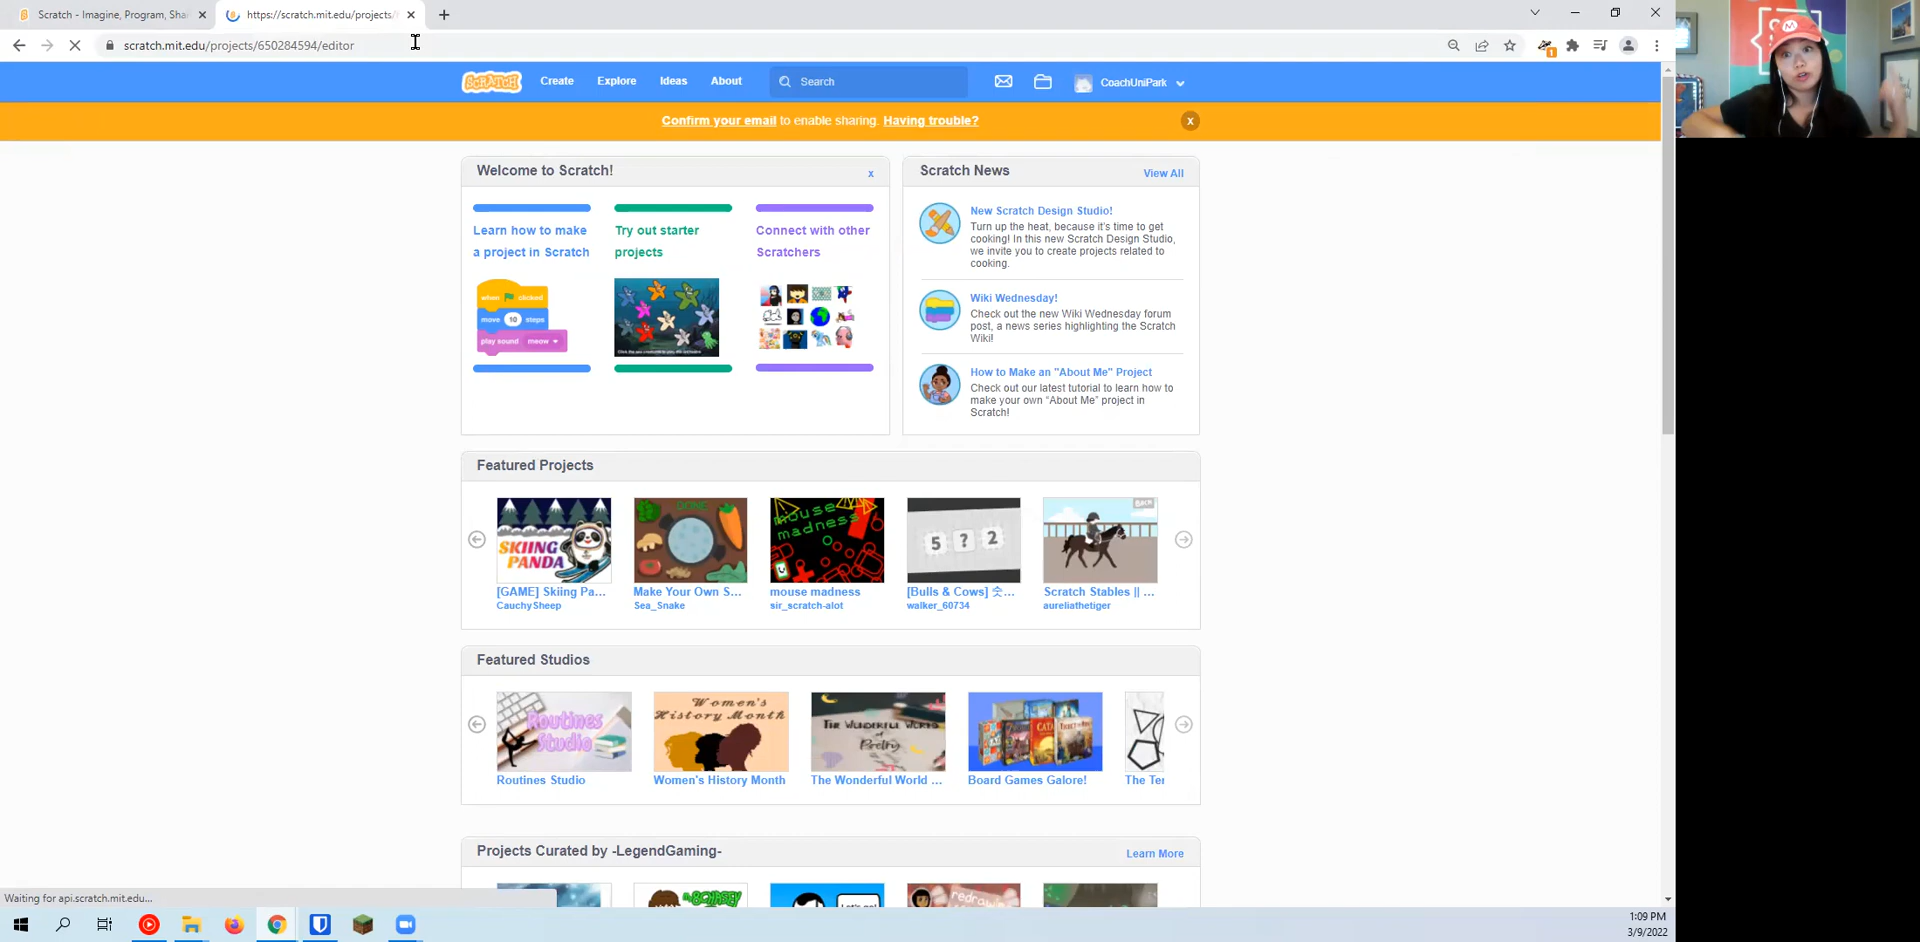 Scratch - Imagine, Program, Sha
https://scratch.mit.edu/projects/
scratch.mit.edu/projects/650284594/editor
1
SCRATCH
Create
Explore
Ideas
About
Search
CoachUniPark
Confirm your email to enable sharing. Having trouble?
x
Welcome to Scratch!
x
Learn how to make
a project in Scratch
Try out starter
projects
Connect with other
Scratchers
when clicked
move 10 steps
play sound meow
Scratch News
View All
New Scratch Design Studio!
Turn up the heat, because it's time to get
cooking! In this new Scratch Design Studio,
we invite you to create projects related to
cooking.
Wiki Wednesday!
Check out the new Wiki Wednesday forum
post, a news series highlighting the Scratch
Wiki!
How to Make an "About Me" Project
Check out our latest tutorial to learn how to
make your own "About Me" project in
Scratch!
Featured Projects
SKIING
PANDA
DONE
mouse
madness
5 ? 2
BACK
[GAME] Skiing Pa...
CauchySheep
Make Your Own S...
Sea_Snake
mouse madness
sir_scratch-alot
[Bulls & Cows] 숫...
walker_60734
Scratch Stables || ...
aureliathetiger
Featured Studios
Routines
Studio
Women's
History Month
The Wonderful World
of
Poetry
CATA
Routines Studio
Women's History Month
The Wonderful World ...
Board Games Galore!
The Ter
Projects Curated by -LegendGaming-
Learn More
Let's go!
Waiting for api.scratch.mit.edu...
1:09 PM
3/9/2022